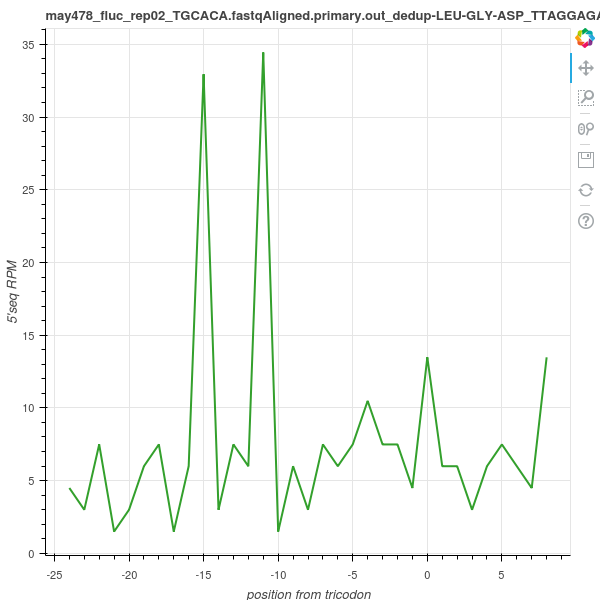 may478_fluc_rep02_TGCACA.fastqAligned.primary.out_dedup-LEU-GLY-ASP_TTAGGAGA
35
30
25
20
15
10
5
0
5'seq RPM
-25 -20 -15 -10 -5 0 5
position from tricodon